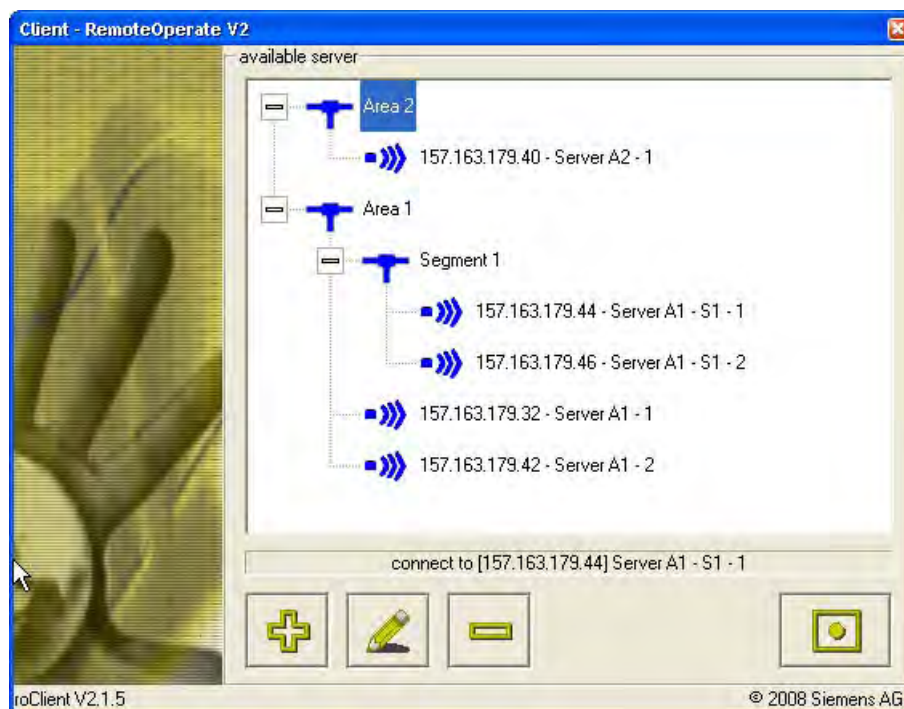 Client - RemoteOperate V2
available server
Area 2
157.163.179.40 - Server A2 - 1
Area 1
Segment 1
157.163.179.44 - Server A1 - S1 - 1
157.163.179.46 - Server A1 - S1 - 2
157.163.179.32 - Server A1 - 1
157.163.179.42 - Server A1 - 2
connect to [157.163.179.44] Server A1 - S1 - 1
roClient V2.1.5
© 2008 Siemens AG